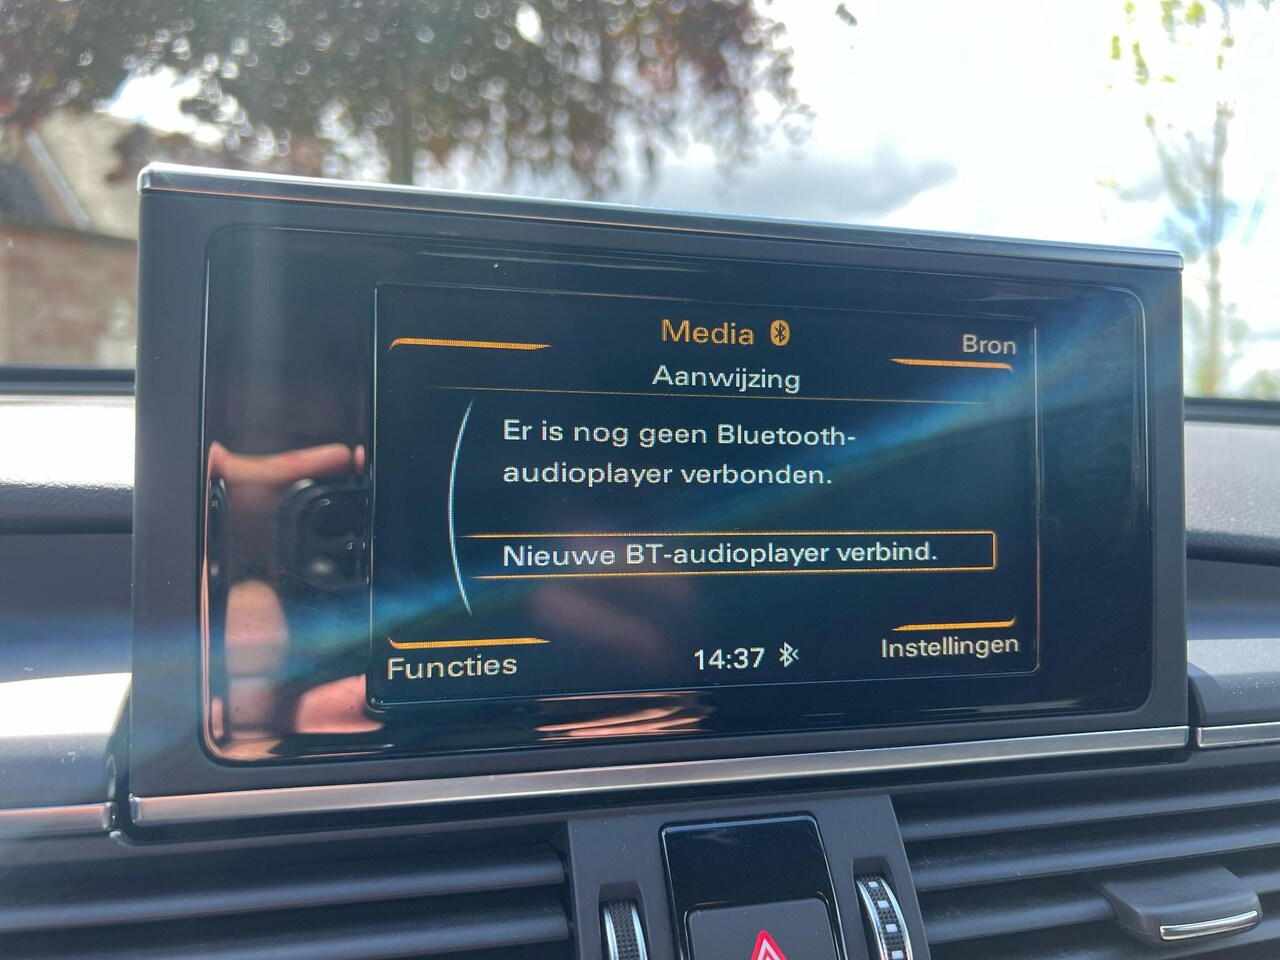 Media
Bron
Aanwijzing
Er is nog geen Bluetooth-
audioplayer verbonden.
Nieuwe BT-audioplayer verbind.
Functies
14:37
Instellingen